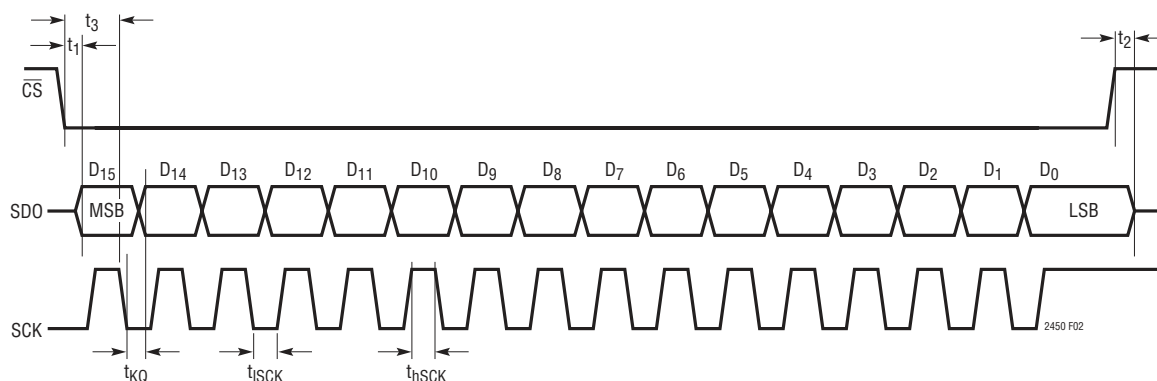 t3
t1
t2
CS
D15 D14 D13 D12 D11 D10 D9 D8 D7 D6 D5 D4 D3 D2 D1 D0
SDO MSB LSB
SCK
2450 F02
tKQ tlSCK thSCK